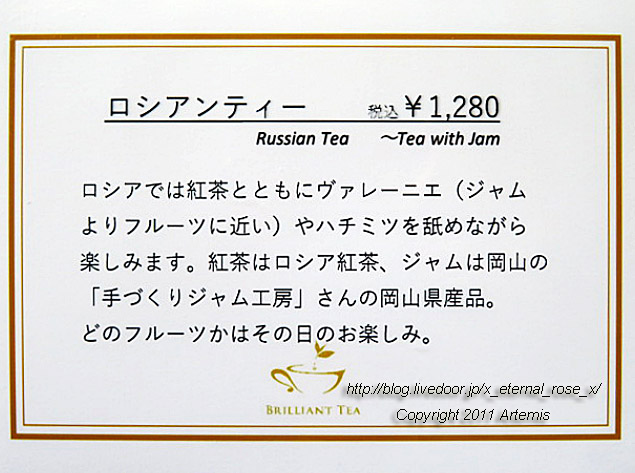 ロシアンティー 税込 ￥1,280
Russian Tea ～Tea with Jam
ロシアでは紅茶とともにヴァレーニエ（ジャム
よりフルーツに近い）やハチミツを舐めながら
楽しみます。紅茶はロシア紅茶、ジャムは岡山の
「手づくりジャム工房」さんの岡山県産品。
どのフルーツかはその日のお楽しみ。
http://blog.livedoor.jp/x_eternal_rose_x/
BRILLIANT TEA
Copyright 2011 Artemis